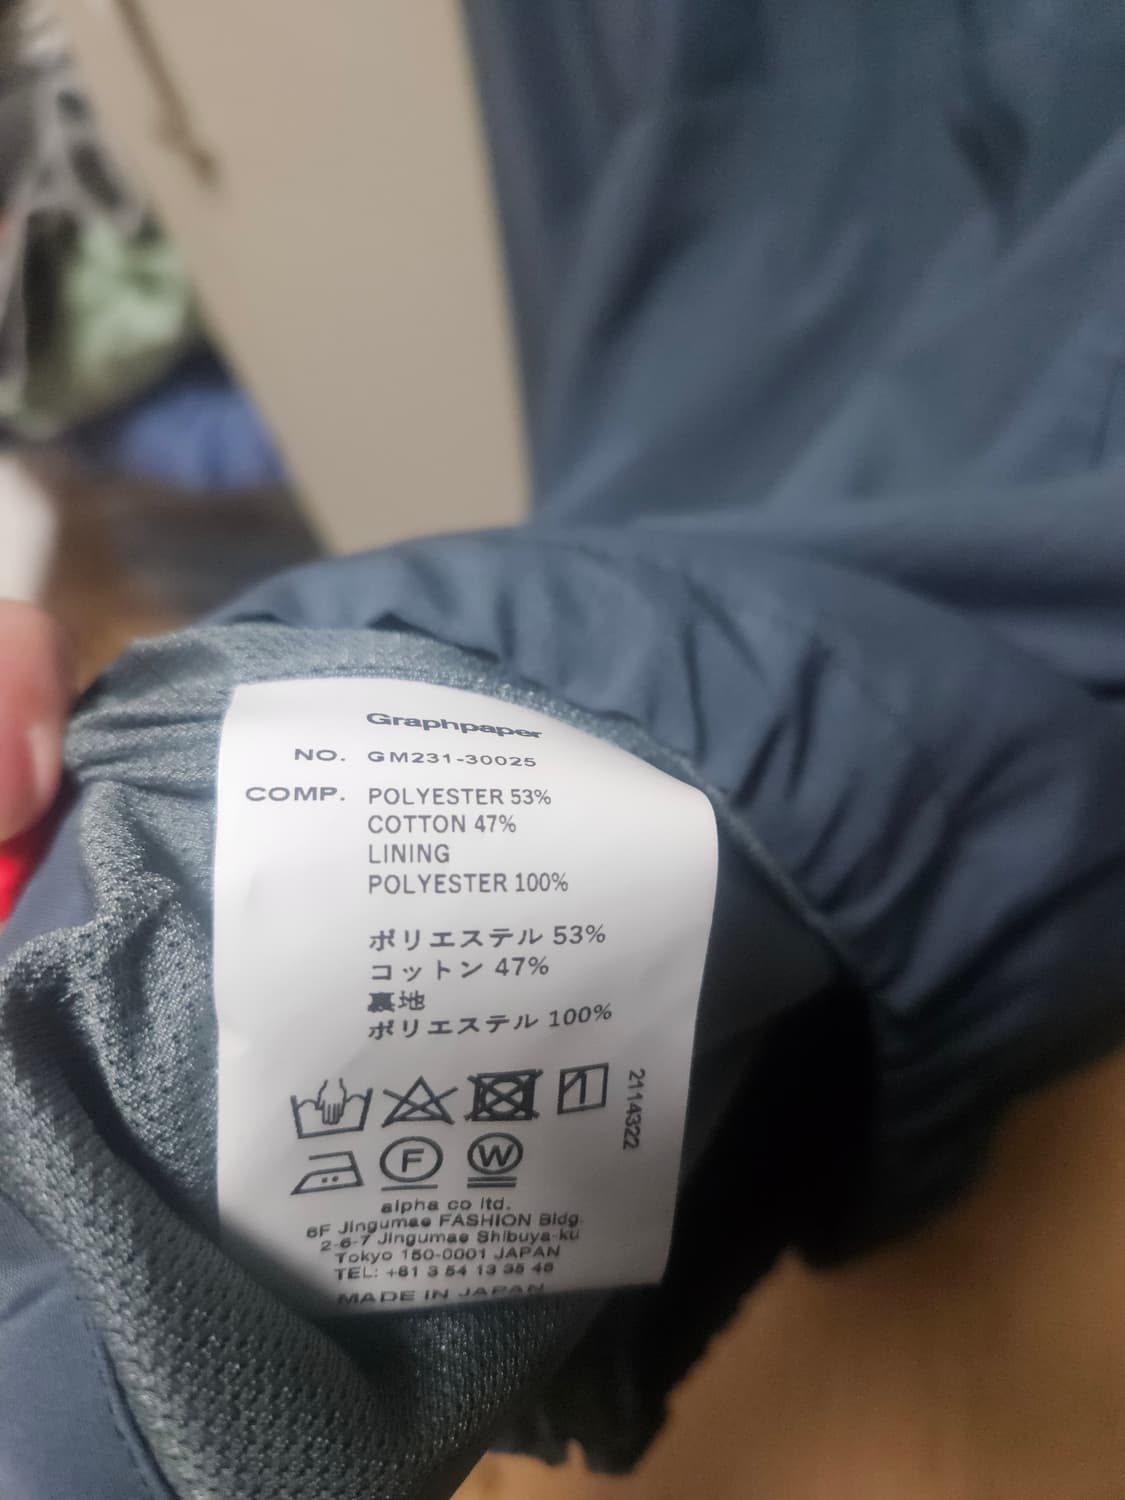 Graphpaper
NO. GM231-30025
COMP. POLYESTER 53%
COTTON 47%
LINING
POLYESTER 100%
ポリエステル 53%
コットン 47%
裏地
ポリエステル 100%
2114322
F
W
alpha co ltd.
6F Jingumae FASHION Bldg.
2-6-7 Jingumae Shibuya-ku
Tokyo 150-0001 JAPAN
TEL: +81 3 54 13 35 48
MADE IN JAPAN